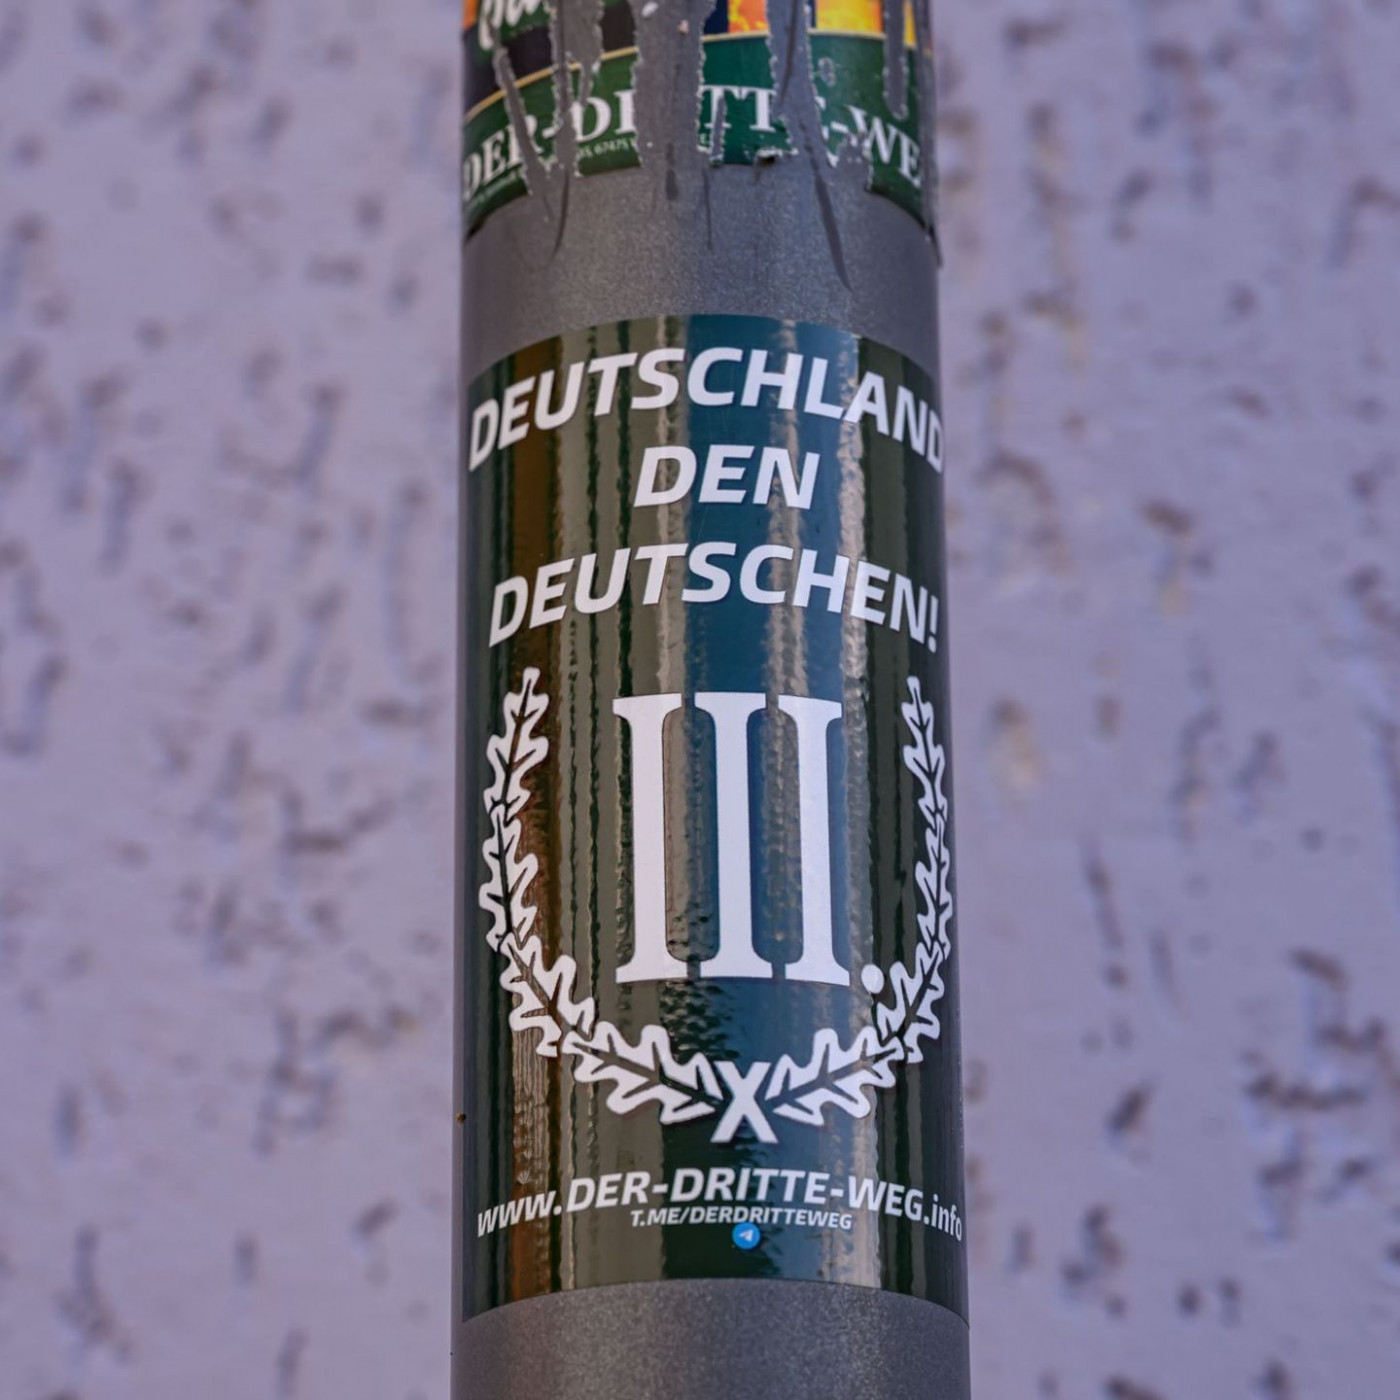 DER-DRITTE-WE
DEUTSCHLAND
DEN
DEUTSCHEN!
III.
www.DER-DRITTE-WEG.info
T.ME/DERDRITTEWEG